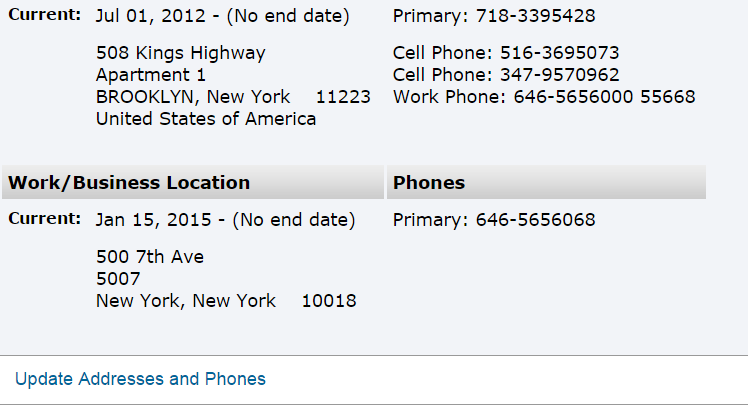 Current: Jul 01, 2012 - (No end date) Primary: 718-3395428
508 Kings Highway Cell Phone: 516-3695073
Apartment 1 Cell Phone: 347-9570962
BROOKLYN, New York 11223 Work Phone: 646-5656000 55668
United States of America
Work/Business Location Phones
Current: Jan 15, 2015 - (No end date) Primary: 646-5656068
500 7th Ave
5007
New York, New York 10018
Update Addresses and Phones